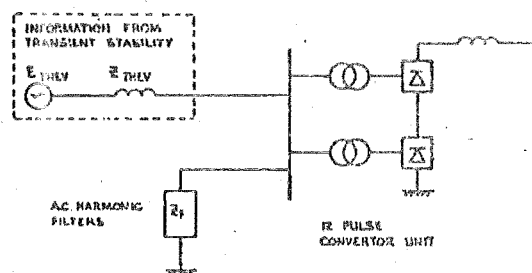 INFORMATION FROM
TRANSIENT STABILITY
E THEV
Z THEV
A.C. HARMONIC
FILTERS
ZF
12 PULSE
CONVERTOR UNIT